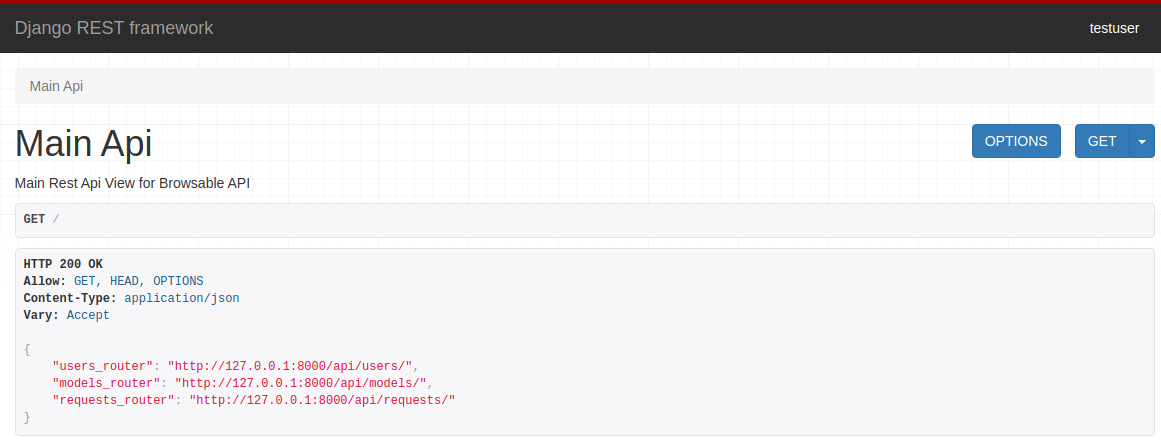 Django REST framework
testuser
Main Api
Main Api
OPTIONS
GET
Main Rest Api View for Browsable API
GET /
HTTP 200 OK
Allow: GET, HEAD, OPTIONS
Content-Type: application/json
Vary: Accept
{
    "users_router": "http://127.0.0.1:8000/api/users/",
    "models_router": "http://127.0.0.1:8000/api/models/",
    "requests_router": "http://127.0.0.1:8000/api/requests/"
}